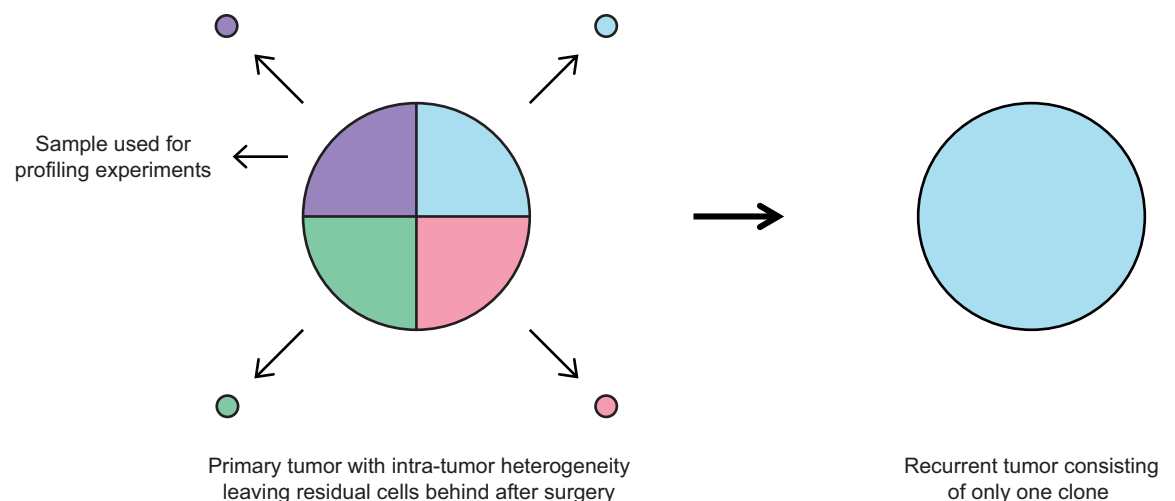 Sample used for
profiling experiments
Primary tumor with intra-tumor heterogeneity
leaving residual cells behind after surgery
Recurrent tumor consisting
of only one clone